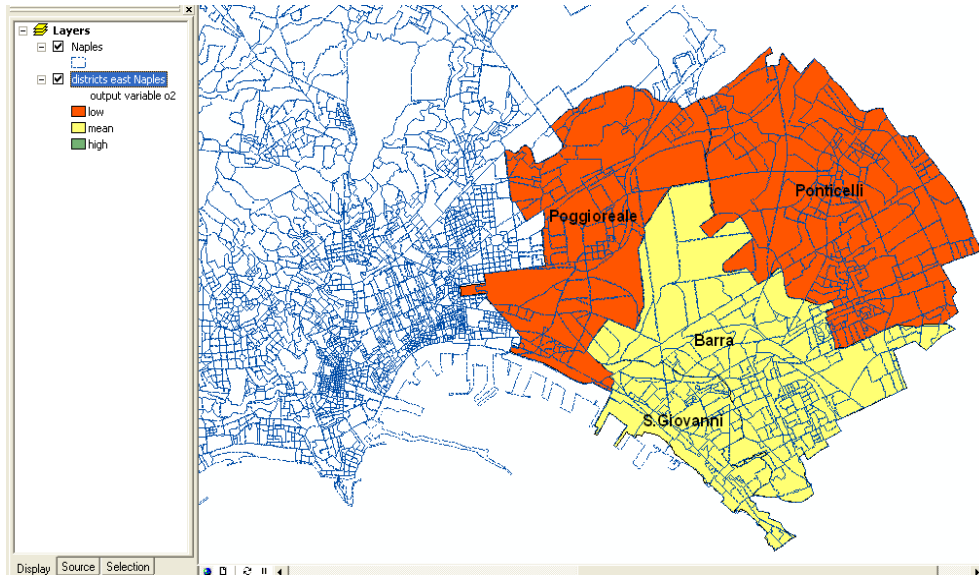 Layers
Naples
districts east Naples
output variable o2
low
mean
high
Poggioreale
Ponticelli
Barra
S.Giovanni
Display
Source
Selection